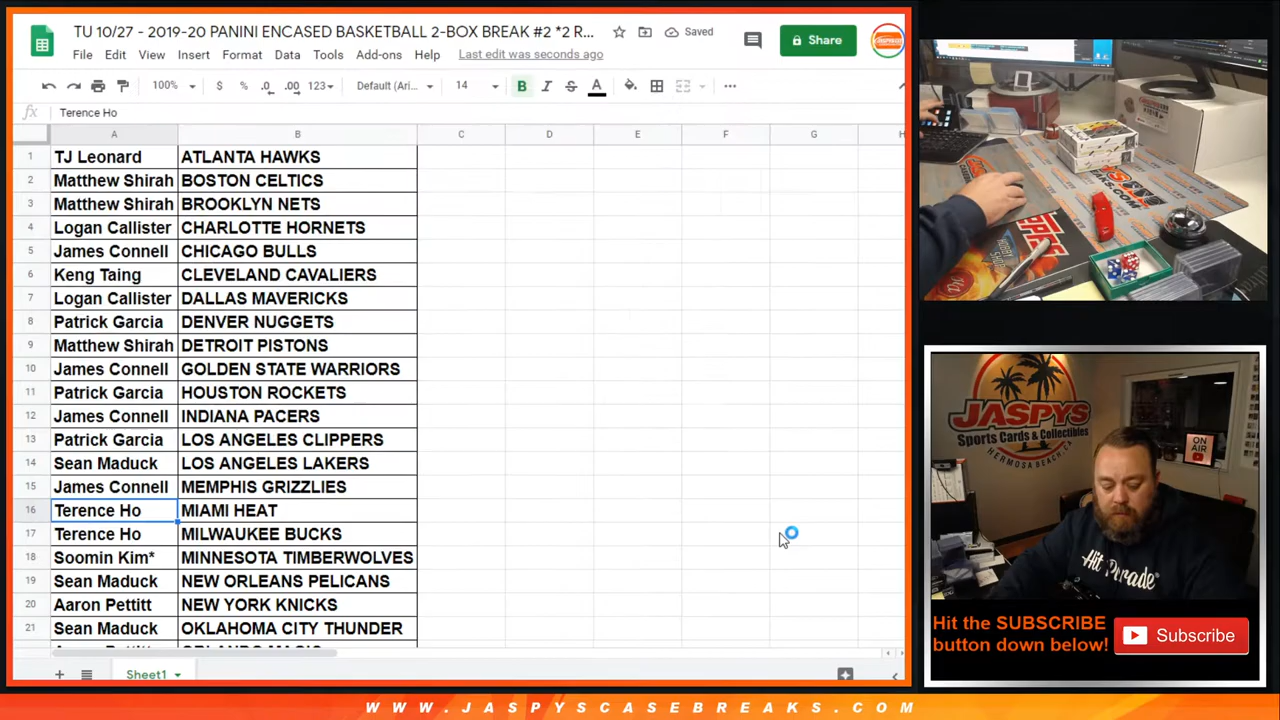 TU 10/27 - 2019-20 PANINI ENCASED BASKETBALL 2-BOX BREAK #2 *2 R...
Saved
Share
File Edit View Insert Format Data Tools Add-ons Help Last edit was seconds ago
100% $ % .0 .00 123 Default (Ari... 14 B I S A
fx Terence Ho
A B C D E F G H
1 TJ Leonard ATLANTA HAWKS
2 Matthew Shirah BOSTON CELTICS
3 Matthew Shirah BROOKLYN NETS
4 Logan Callister CHARLOTTE HORNETS
5 James Connell CHICAGO BULLS
6 Keng Taing CLEVELAND CAVALIERS
7 Logan Callister DALLAS MAVERICKS
8 Patrick Garcia DENVER NUGGETS
9 Matthew Shirah DETROIT PISTONS
10 James Connell GOLDEN STATE WARRIORS
11 Patrick Garcia HOUSTON ROCKETS
12 James Connell INDIANA PACERS
13 Patrick Garcia LOS ANGELES CLIPPERS
14 Sean Maduck LOS ANGELES LAKERS
15 James Connell MEMPHIS GRIZZLIES
16 Terence Ho MIAMI HEAT
17 Terence Ho MILWAUKEE BUCKS
18 Soomin Kim* MINNESOTA TIMBERWOLVES
19 Sean Maduck NEW ORLEANS PELICANS
20 Aaron Pettitt NEW YORK KNICKS
21 Sean Maduck OKLAHOMA CITY THUNDER
Sheet1
TOPPS
HOBBY SHOP
JASPYS
Sports Cards & Collectibles
HERMOSA BEACH, CA
ON AIR
Hit Parade
Hit the SUBSCRIBE
button down below!
Subscribe
WWW.JASPYSCASEBREAKS.COM